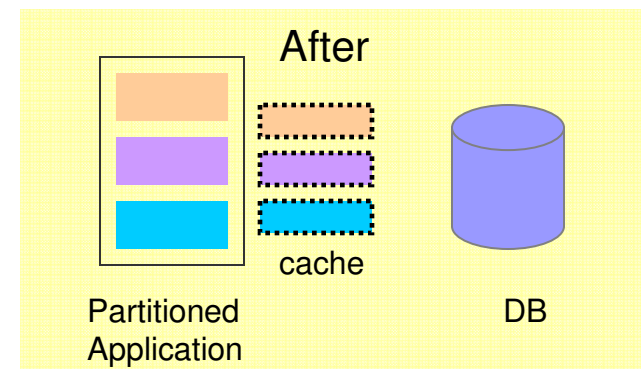 After
cache
Partitioned
Application
DB